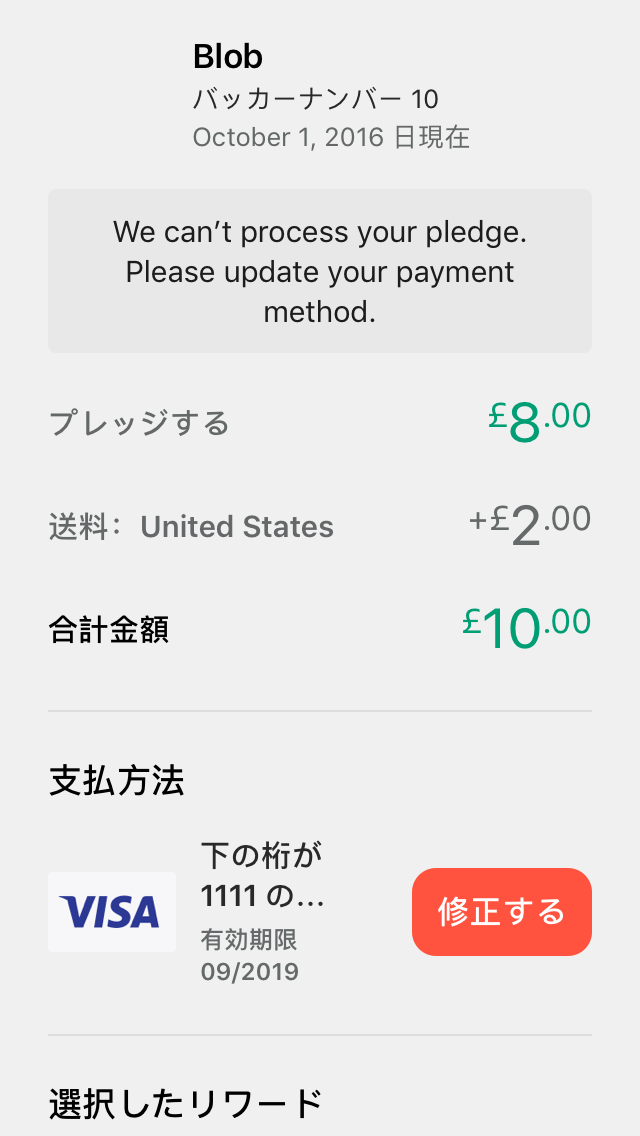 Blob
バッカーナンバー 10
October 1, 2016 日現在
We can’t process your pledge.
Please update your payment
method.
プレッジする £8.00
送料： United States +£2.00
合計金額 £10.00
支払方法
VISA
下の桁が
1111 の...
有効期限
09/2019
修正する
選択したリワード